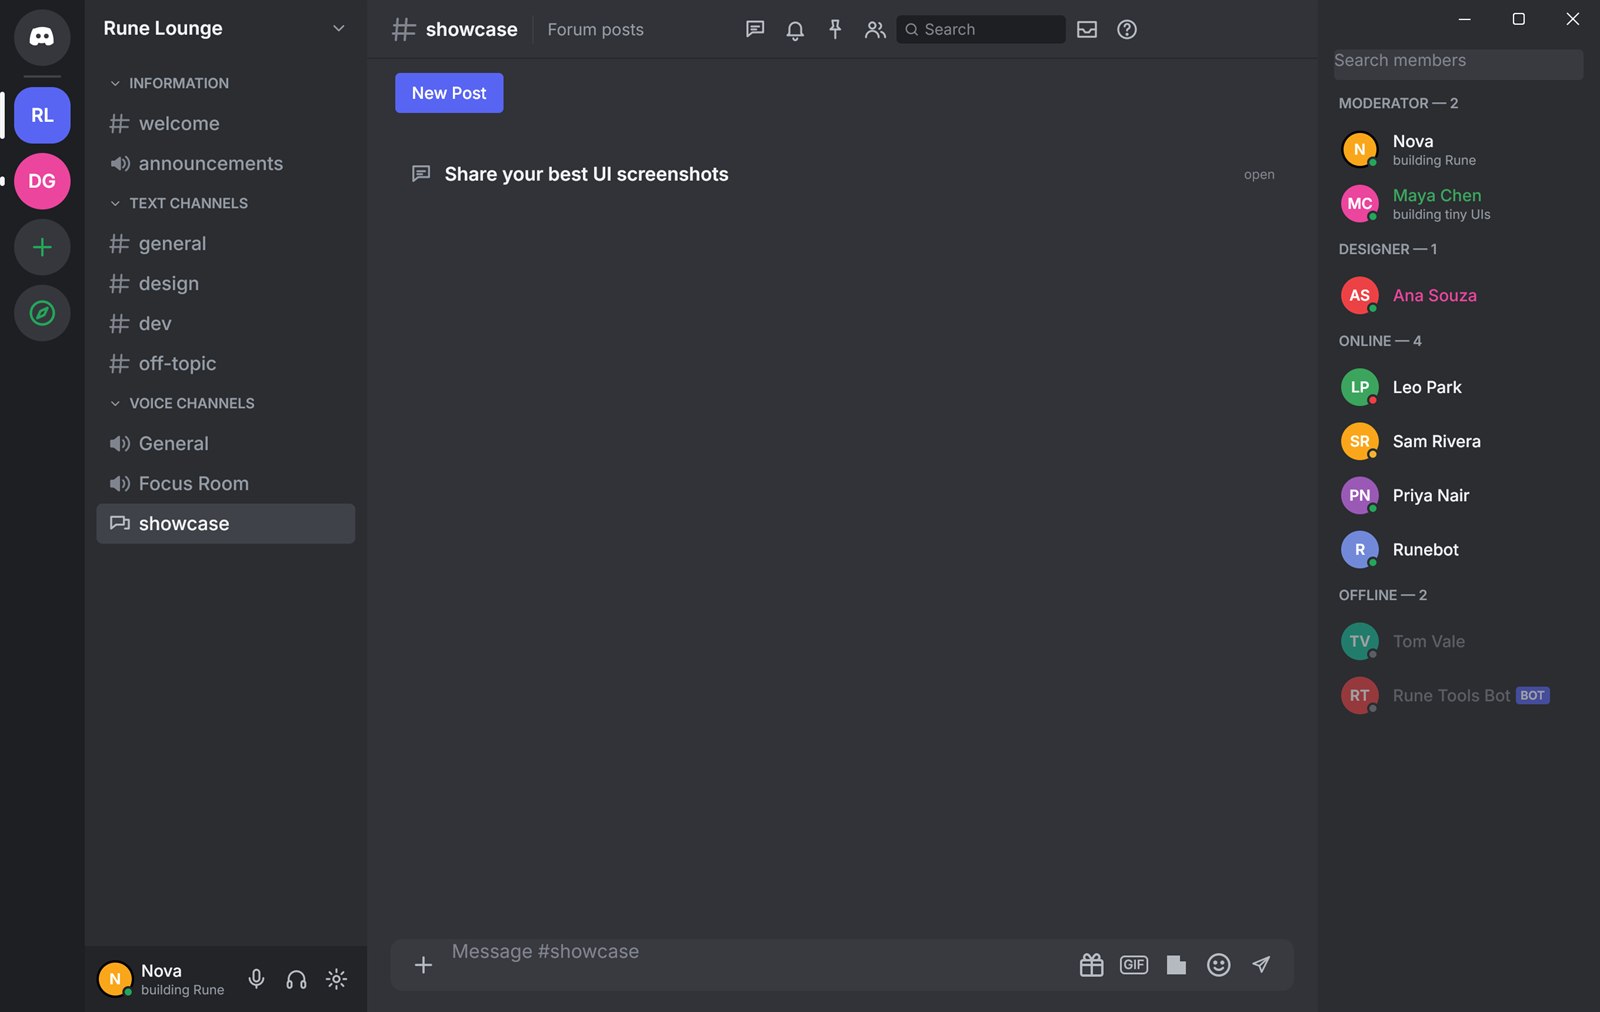 Rune Lounge
INFORMATION
welcome
announcements
TEXT CHANNELS
general
design
dev
off-topic
VOICE CHANNELS
General
Focus Room
showcase
RL
DG
N
Nova
building Rune
showcase
Forum posts
Search
New Post
Share your best UI screenshots
open
Message #showcase
GIF
Search members
MODERATOR — 2
N
Nova
building Rune
MC
Maya Chen
building tiny UIs
DESIGNER — 1
AS
Ana Souza
ONLINE — 4
LP
Leo Park
SR
Sam Rivera
PN
Priya Nair
R
Runebot
OFFLINE — 2
TV
Tom Vale
RT
Rune Tools Bot BOT